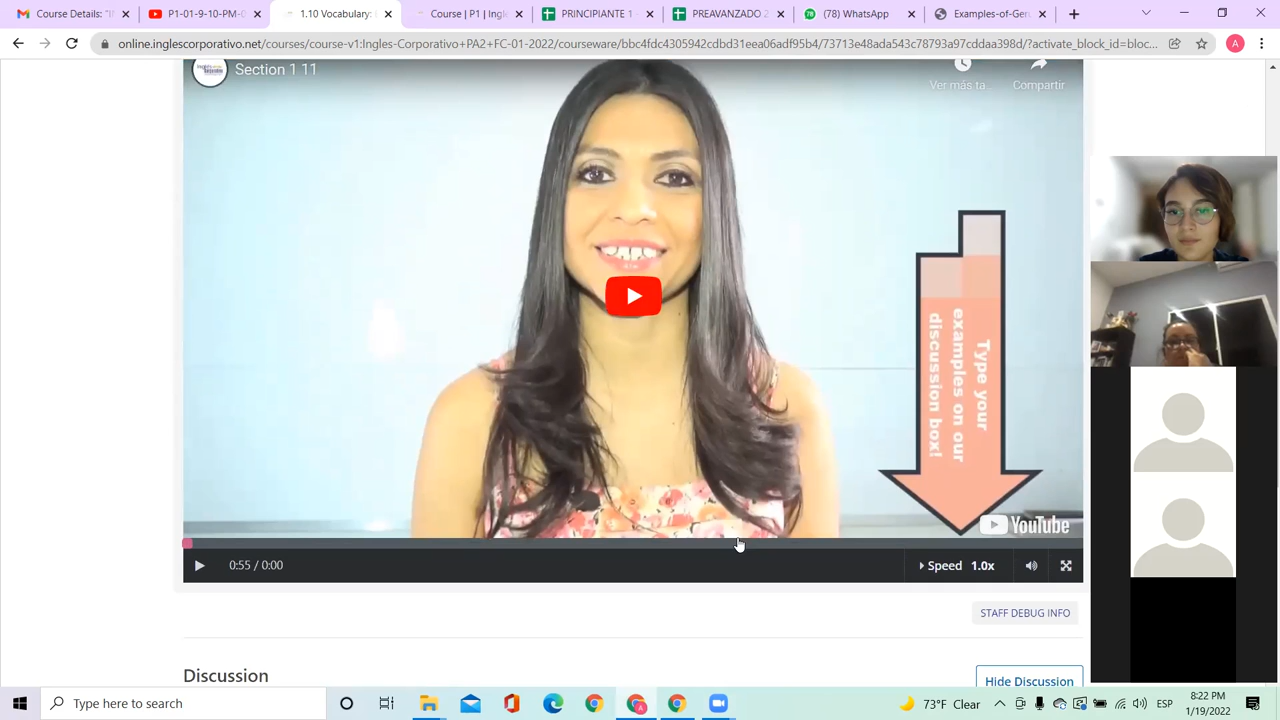 M Course Details: "I
P1-01-9-10-PM-0
1.10 Vocabulary:
Course | P1 | Ingle
PRINCIPIANTE 1 -
PREAVANZADO 2
(78) WhatsApp
Examples-of-Ger
online.inglescorporativo.net/courses/course-v1:Ingles-Corporativo+PA2+FC-01-2022/courseware/bbc4fdc4305942cdbd31eea06adf95b4/73713e48ada543c78793a97eddaa398d/?activate_block_id=bloc...
A
Section 1 11
Ver más ta...
Compartir
Type your
examples on our
discussion box!
YouTube
0:55 / 0:00
Speed 1.0x
STAFF DEBUG INFO
Discussion
Hide Discussion
Type here to search
73°F Clear
ESP
8:22 PM
1/19/2022